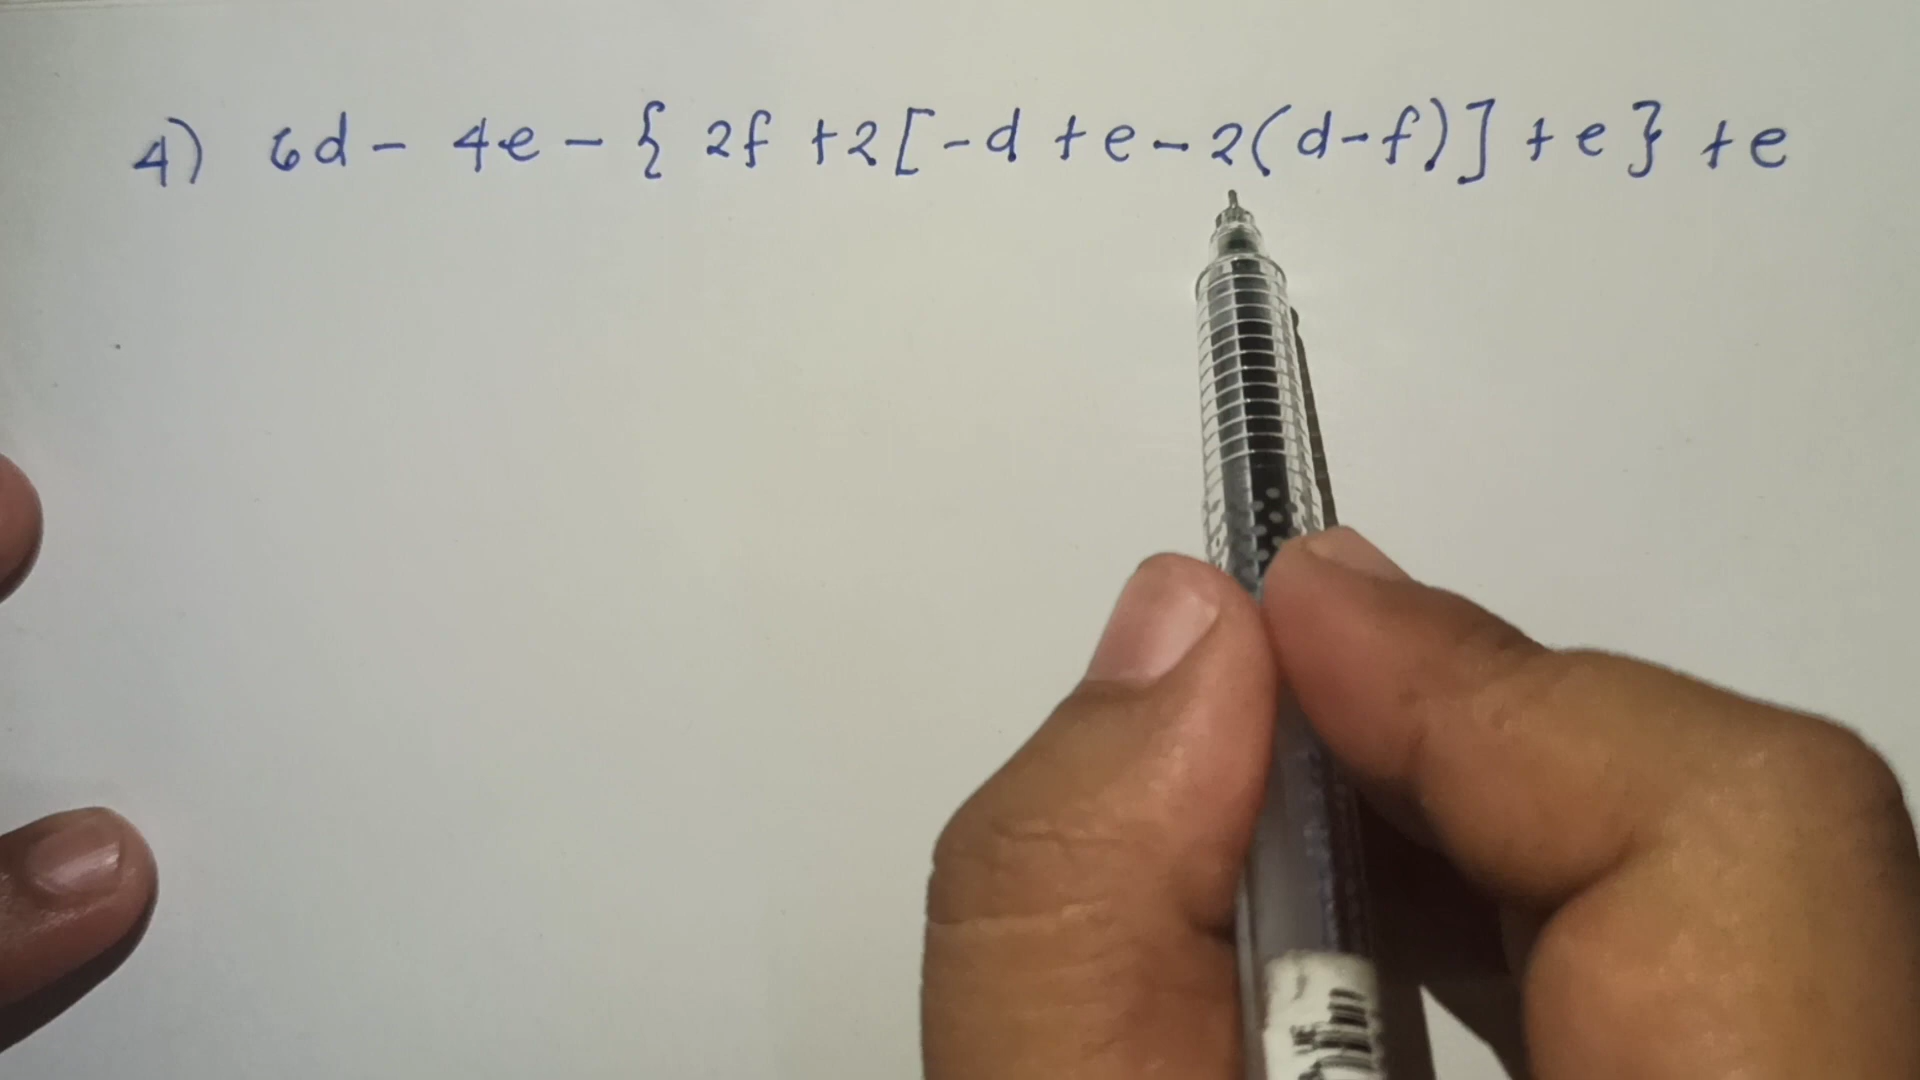 4) 6d - 4e - { 2f +2[-d +e-2(d-f)] +e} +e